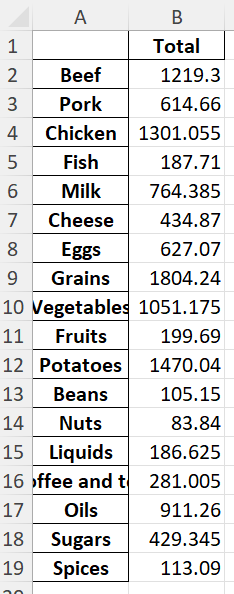 A B
1 Total
2 Beef 1219.3
3 Pork 614.66
4 Chicken 1301.055
5 Fish 187.71
6 Milk 764.385
7 Cheese 434.87
8 Eggs 627.07
9 Grains 1804.24
10 Vegetables 1051.175
11 Fruits 199.69
12 Potatoes 1470.04
13 Beans 105.15
14 Nuts 83.84
15 Liquids 186.625
16 offee and te 281.005
17 Oils 911.26
18 Sugars 429.345
19 Spices 113.09